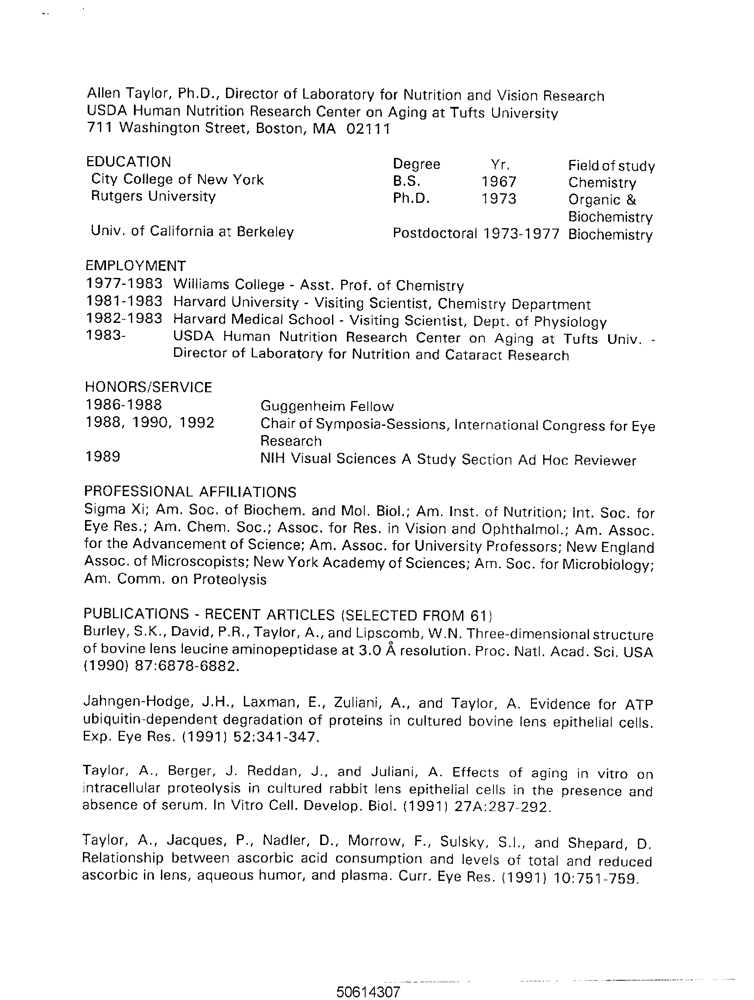 Allen Taylor, Ph.D., Director of Laboratory for Nutrition and Vision Research
USDA Human Nutrition Research Center on Aging at Tufts University
711 Washington Street, Boston, MA 02111
EDUCATION Degree Yr. Field of study
City College of New York B.S. 1967 Chemistry
Rutgers University Ph.D. 1973 Organic &
Biochemistry
Univ. of California at Berkeley Postdoctoral 1973-1977 Biochemistry
EMPLOYMENT
1977-1983 Williams College - Asst. Prof. of Chemistry
1981-1983 Harvard University - Visiting Scientist, Chemistry Department
1982-1983 Harvard Medical School - Visiting Scientist, Dept. of Physiology
1983- USDA Human Nutrition Research Center on Aging at Tufts Univ. -
Director of Laboratory for Nutrition and Cataract Research
HONORS/SERVICE
1986-1988 Guggenheim Fellow
1988, 1990, 1992 Chair of Symposia-Sessions, International Congress for Eye
Research
1989 NIH Visual Sciences A Study Section Ad Hoc Reviewer
PROFESSIONAL AFFILIATIONS
Sigma Xi; Am. Soc. of Biochem. and Mol. Biol.; Am. Inst. of Nutrition; Int. Soc. for
Eye Res.; Am. Chem. Soc.; Assoc. for Res. in Vision and Ophthalmol.; Am. Assoc.
for the Advancement of Science; Am. Assoc. for University Professors; New England
Assoc. of Microscopists; New York Academy of Sciences; Am. Soc. for Microbiology;
Am. Comm. on Proteolysis
PUBLICATIONS - RECENT ARTICLES (SELECTED FROM 61)
Burley, S.K., David, P.R., Taylor, A., and Lipscomb, W.N. Three-dimensional structure
of bovine lens leucine aminopeptidase at 3.0 Å resolution. Proc. Natl. Acad. Sci. USA
(1990) 87:6878-6882.
Jahngen-Hodge, J.H., Laxman, E., Zuliani, A., and Taylor, A. Evidence for ATP
ubiquitin-dependent degradation of proteins in cultured bovine lens epithelial cells.
Exp. Eye Res. (1991) 52:341-347.
Taylor, A., Berger, J. Reddan, J., and Juliani, A. Effects of aging in vitro on
intracellular proteolysis in cultured rabbit lens epithelial cells in the presence and
absence of serum. In Vitro Cell. Develop. Biol. (1991) 27A:287-292.
Taylor, A., Jacques, P., Nadler, D., Morrow, F., Sulsky, S.I., and Shepard, D.
Relationship between ascorbic acid consumption and levels of total and reduced
ascorbic in lens, aqueous humor, and plasma. Curr. Eye Res. (1991) 10:751-759.
50614307